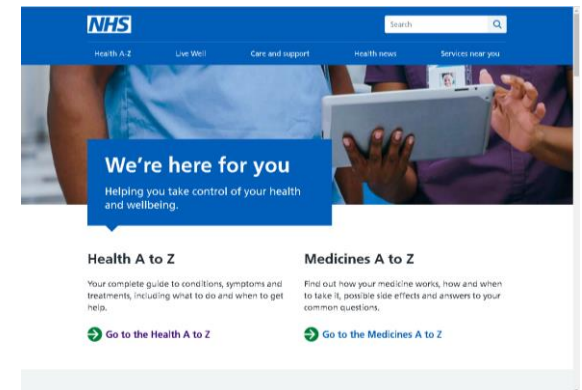 NHS
Search
Health A-Z Live Well Care and support Health news Services near you
We're here for you
Helping you take control of your health
and wellbeing.
Health A to Z
Your complete guide to conditions, symptoms and
treatments, including what to do and when to get
help.
Go to the Health A to Z
Medicines A to Z
Find out how your medicine works, how and when
to take it, possible side effects and answers to your
common questions.
Go to the Medicines A to Z